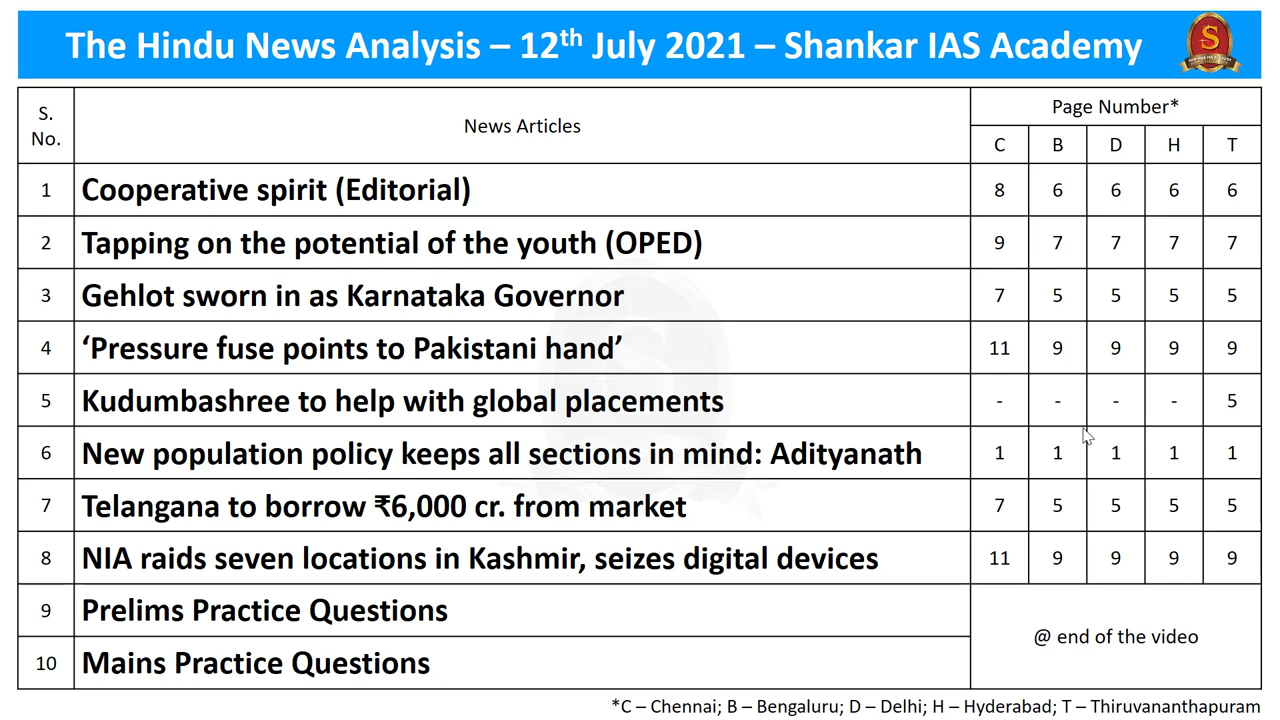 The Hindu News Analysis – 12th July 2021 – Shankar IAS Academy
S. No. News Articles Page Number*
C B D H T
1 Cooperative spirit (Editorial) 8 6 6 6 6
2 Tapping on the potential of the youth (OPED) 9 7 7 7 7
3 Gehlot sworn in as Karnataka Governor 7 5 5 5 5
4 ‘Pressure fuse points to Pakistani hand’ 11 9 9 9 9
5 Kudumbashree to help with global placements - - - - 5
6 New population policy keeps all sections in mind: Adityanath 1 1 1 1 1
7 Telangana to borrow ₹6,000 cr. from market 7 5 5 5 5
8 NIA raids seven locations in Kashmir, seizes digital devices 11 9 9 9 9
9 Prelims Practice Questions
@ end of the video
10 Mains Practice Questions
*C – Chennai; B – Bengaluru; D – Delhi; H – Hyderabad; T – Thiruvananthapuram